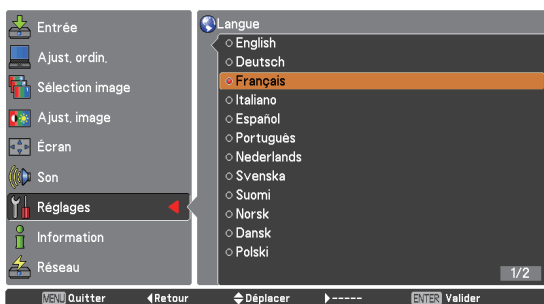 Entrée
Ajust. ordin.
Sélection image
Ajust. image
Écran
Son
Réglages
Information
Réseau
Langue
English
Deutsch
Français
Italiano
Español
Português
Nederlands
Svenska
Suomi
Norsk
Dansk
Polski
1/2
MENU Quitter Retour Déplacer ----- ENTER Valider